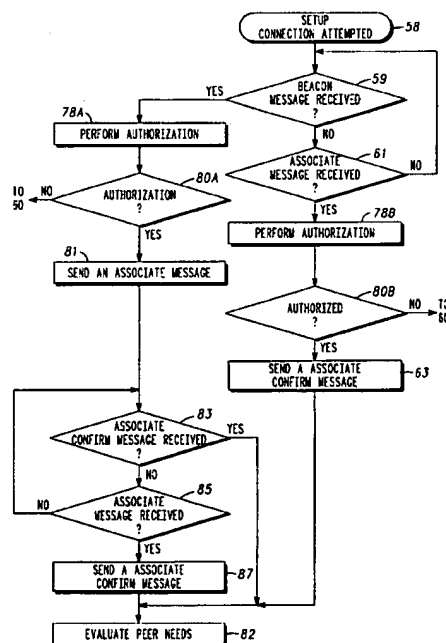 SETUP
CONNECTION ATTEMPTED
58
BEACON
MESSAGE RECEIVED
?
59
YES
NO
78A
PERFORM AUTHORIZATION
ASSOCIATE
MESSAGE RECEIVED
?
61
NO
YES
AUTHORIZATION
?
80A
NO
TO
60
YES
78B
PERFORM AUTHORIZATION
81
SEND AN ASSOCIATE MESSAGE
AUTHORIZED
?
80B
NO
TO
60
YES
SEND A ASSOCIATE
CONFIRM MESSAGE
63
ASSOCIATE
CONFIRM MESSAGE RECEIVED
?
83
YES
NO
ASSOCIATE
MESSAGE RECEIVED
?
85
NO
YES
SEND A ASSOCIATE
CONFIRM MESSAGE
87
EVALUATE PEER NEEDS
82